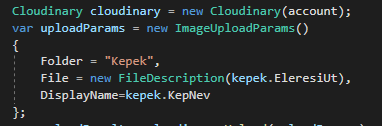 Cloudinary cloudinary = new Cloudinary(account);
var uploadParams = new ImageUploadParams()
{
Folder = "Kepek",
File = new FileDescription(kepek.EleresiUt),
DisplayName=kepek.KepNev
};